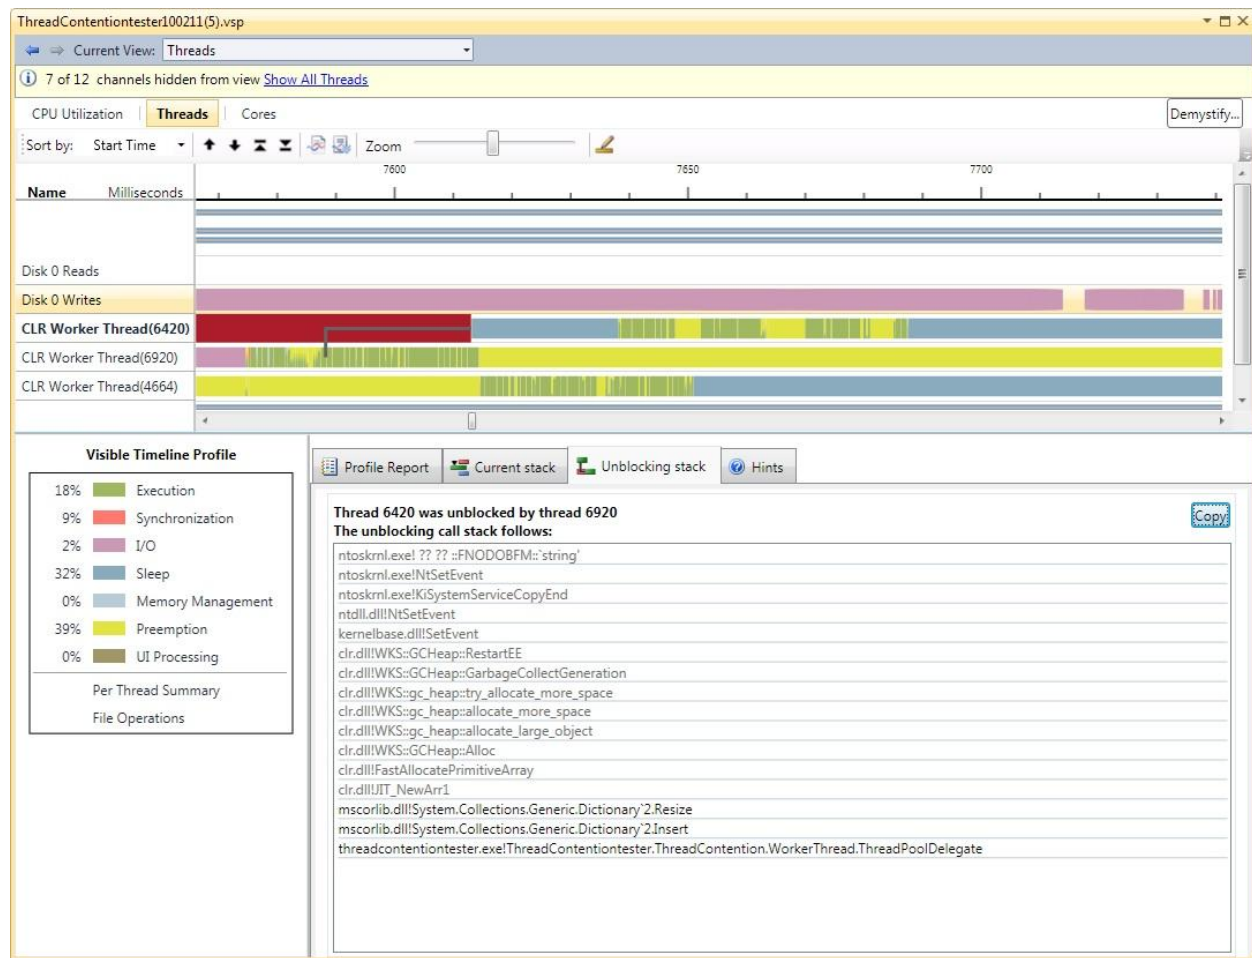 ThreadContentiontester100211(5).vsp
Current View: Threads
7 of 12 channels hidden from view Show All Threads
CPU Utilization Threads Cores Demystify...
Sort by: Start Time Zoom
7600 7650 7700
Name Milliseconds
Disk 0 Reads
Disk 0 Writes
CLR Worker Thread(6420)
CLR Worker Thread(6920)
CLR Worker Thread(4664)
Visible Timeline Profile
18% Execution
9% Synchronization
2% I/O
32% Sleep
0% Memory Management
39% Preemption
0% UI Processing
Per Thread Summary
File Operations
Profile Report Current stack Unblocking stack Hints
Thread 6420 was unblocked by thread 6920 Copy
The unblocking call stack follows:
ntoskrnl.exe! ?? ?? ::FNODOBFM::`string'
ntoskrnl.exe!NtSetEvent
ntoskrnl.exe!KiSystemServiceCopyEnd
ntdll.dll!NtSetEvent
kernelbase.dll!SetEvent
clr.dll!WKS::GCHeap::RestartEE
clr.dll!WKS::GCHeap::GarbageCollectGeneration
clr.dll!WKS::gc_heap::try_allocate_more_space
clr.dll!WKS::gc_heap::allocate_more_space
clr.dll!WKS::gc_heap::allocate_large_object
clr.dll!WKS::GCHeap::Alloc
clr.dll!FastAllocatePrimitiveArray
clr.dll!JIT_NewArr1
mscorlib.dll!System.Collections.Generic.Dictionary`2.Resize
mscorlib.dll!System.Collections.Generic.Dictionary`2.Insert
threadcontentiontester.exe!ThreadContentiontester.ThreadContention.WorkerThread.ThreadPoolDelegate